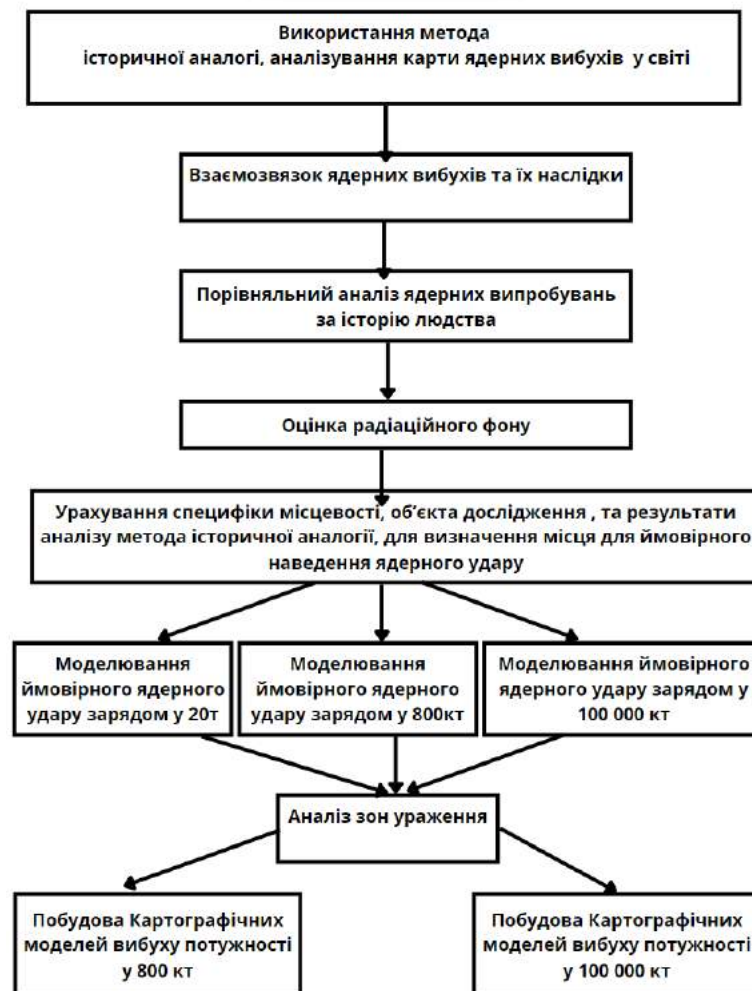 Використання метода
історичної аналогі, аналізування карти ядерних вибухів у світі
Взаємозвязок ядерних вибухів та їх наслідки
Порівняльний аналіз ядерних випробувань
за історію людства
Оцінка радіаційного фону
Урахування специфіки місцевості, об'єкта дослідження , та результати
аналізу метода історичної аналогії, для визначення місця для ймовірного
наведення ядерного удару
Моделювання
ймовірного ядерного
удару зарядом у 20т
Моделювання
ймовірного ядерного
удару зарядом у 800кт
Моделювання ймовірного
ядерного удару зарядом у
100 000 кт
Аналіз зон ураження
Побудова Картографічних
моделей вибуху потужності
у 800 кт
Побудова Картографічних
моделей вибуху потужності
у 100 000 кт